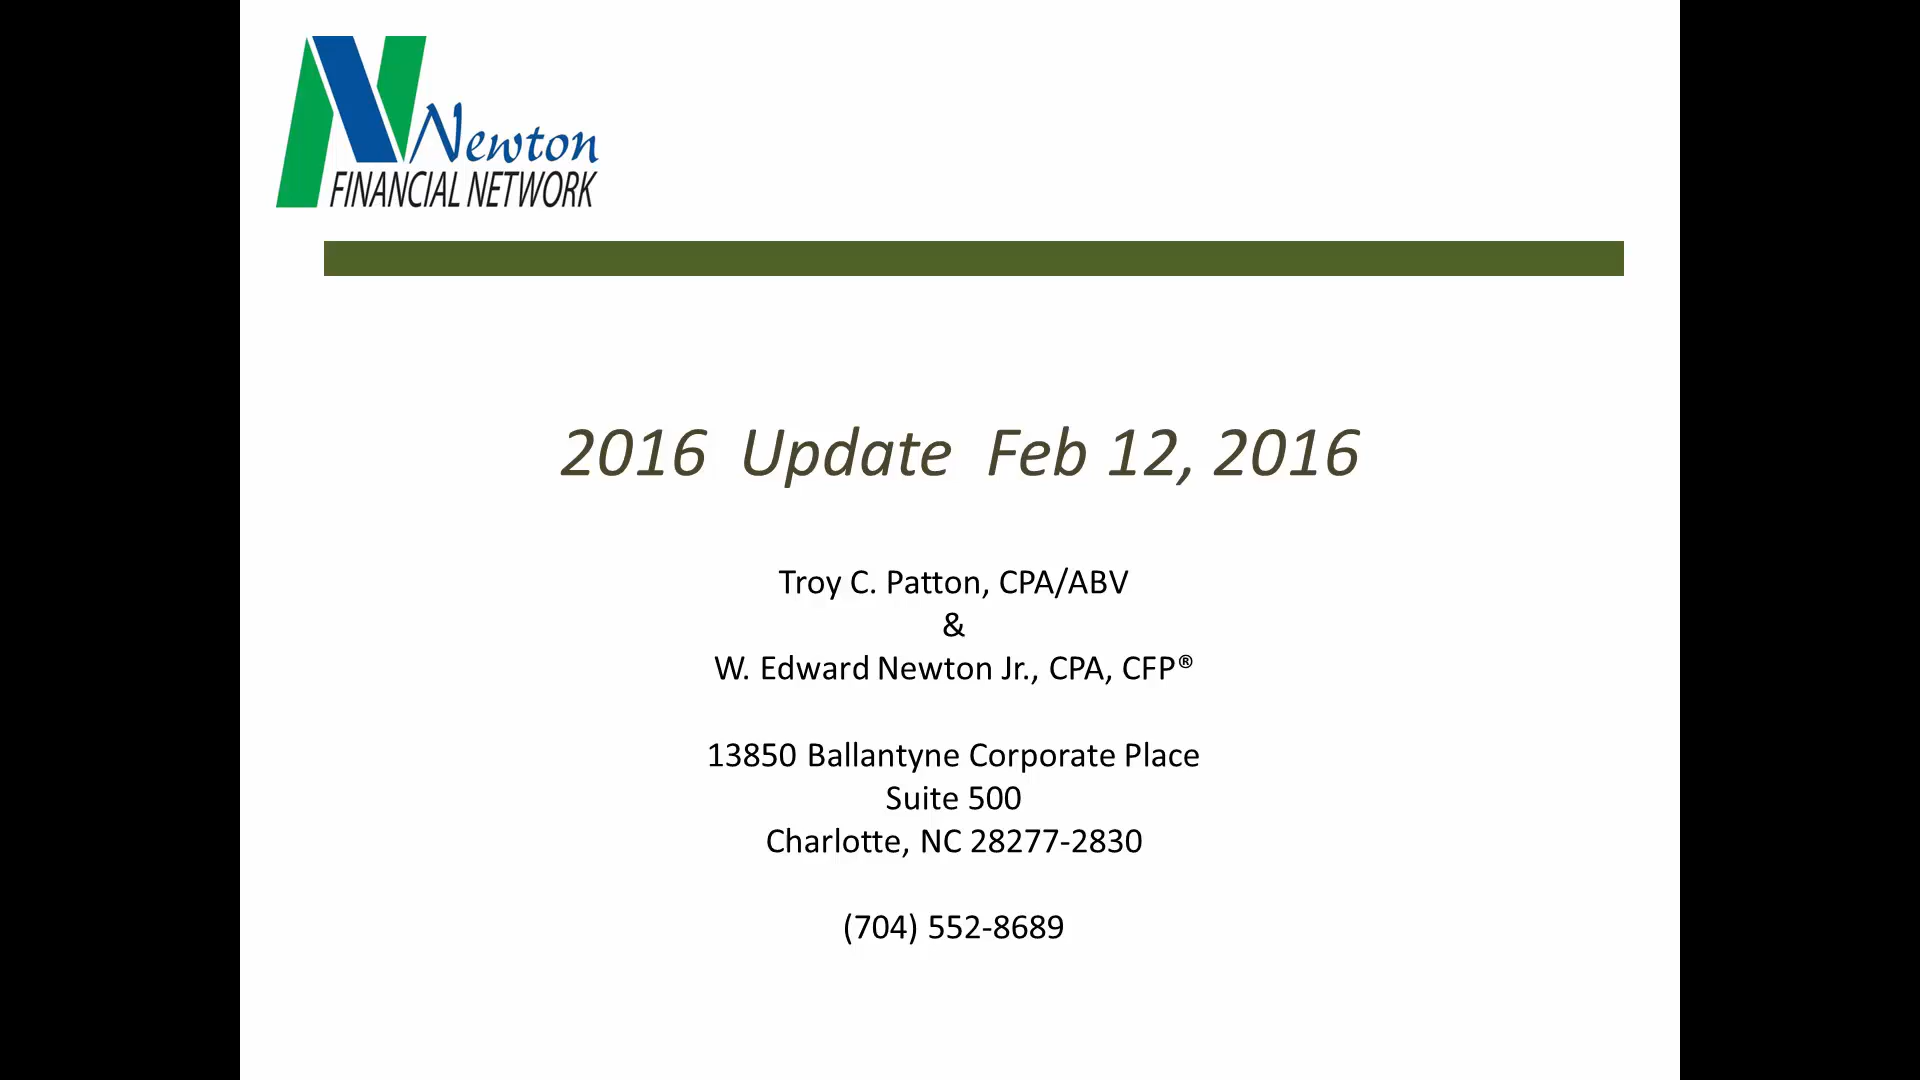 Newton
FINANCIAL NETWORK
2016 Update Feb 12, 2016
Troy C. Patton, CPA/ABV
&
W. Edward Newton Jr., CPA, CFP®
13850 Ballantyne Corporate Place
Suite 500
Charlotte, NC 28277-2830
(704) 552-8689